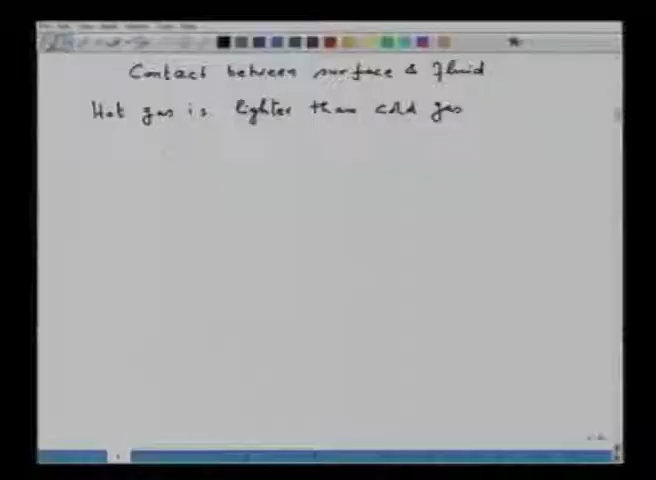 Contact between surface & fluid
Hot gas is lighter than cold gas